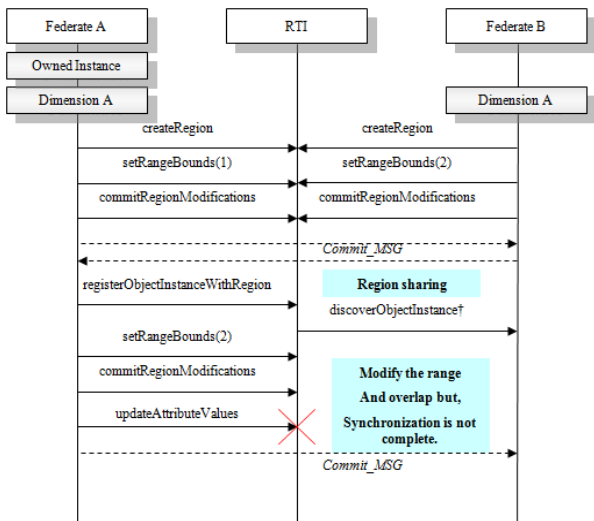 Federate A
RTI
Federate B
Owned Instance
Dimension A
Dimension A
createRegion
createRegion
setRangeBounds(1)
setRangeBounds(2)
commitRegionModifications
commitRegionModifications
Commit_MSG
registerObjectInstanceWithRegion
Region sharing
discoverObjectInstance†
setRangeBounds(2)
commitRegionModifications
Modify the range
And overlap but,
updateAttributeValues
Synchronization is not
complete.
Commit_MSG